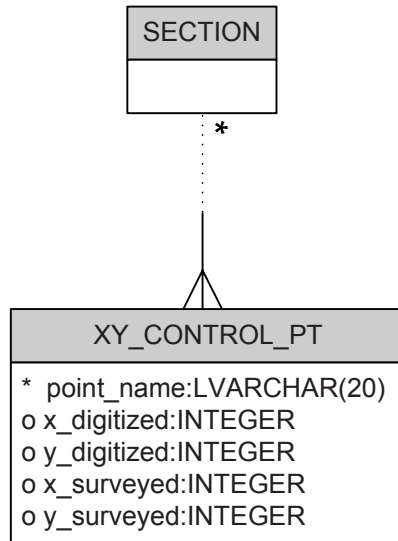 SECTION
*
XY_CONTROL_PT
* point_name:LVARCHAR(20)
o x_digitized:INTEGER
o y_digitized:INTEGER
o x_surveyed:INTEGER
o y_surveyed:INTEGER